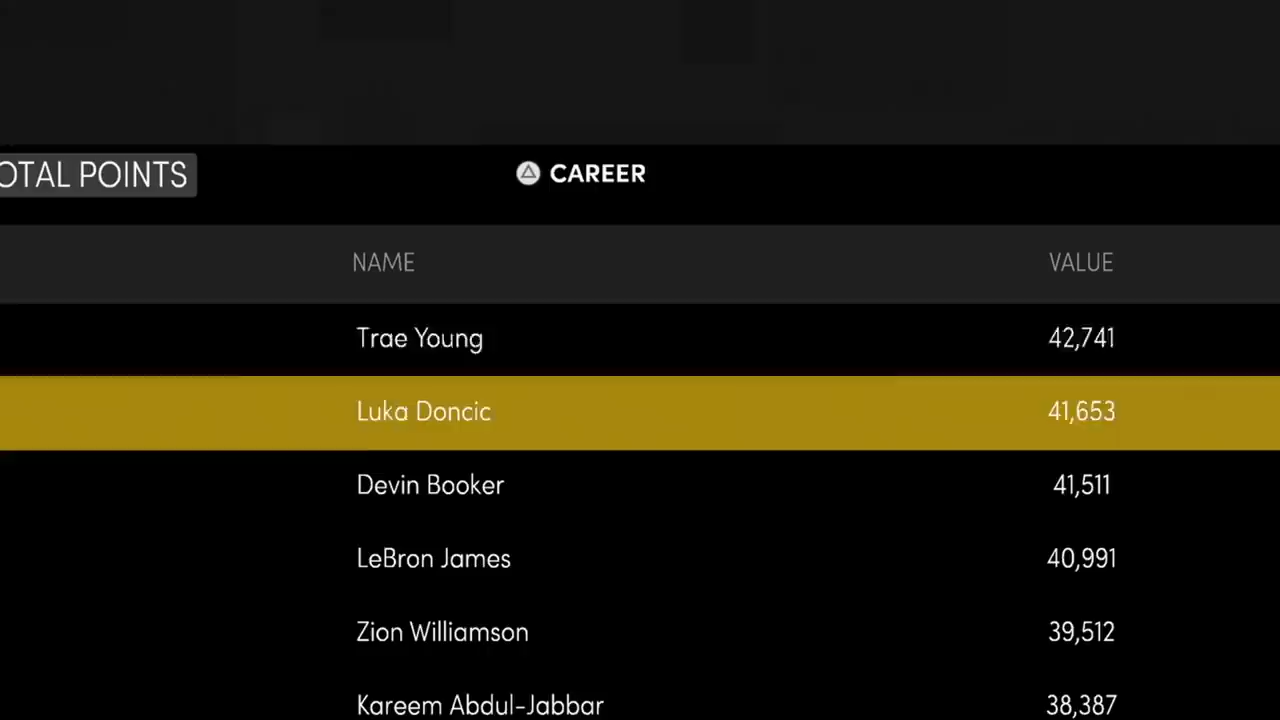 OTAL POINTS
CAREER
NAME VALUE
Trae Young 42,741
Luka Doncic 41,653
Devin Booker 41,511
LeBron James 40,991
Zion Williamson 39,512
Kareem Abdul-Jabbar 38,387